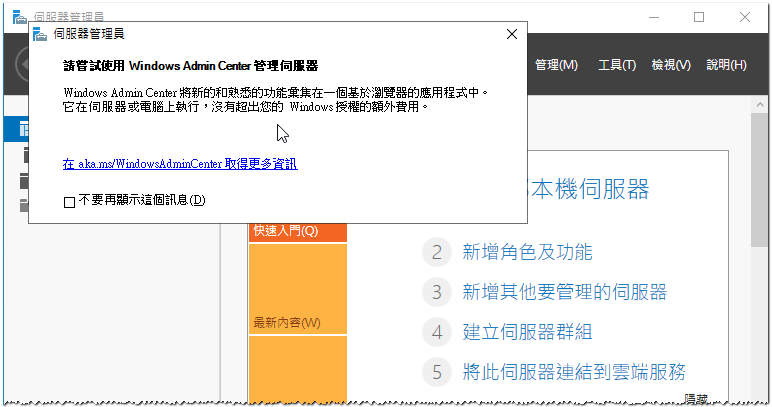 伺服器管理員
伺服器管理員
請嘗試使用 Windows Admin Center 管理伺服器
Windows Admin Center 將新的和熟悉的功能彙集在一個基於瀏覽器的應用程式中。
它在伺服器或電腦上執行，沒有超出您的 Windows 授權的額外費用。
在 aka.ms/WindowsAdminCenter 取得更多資訊
不要再顯示這個訊息(D)
管理(M) 工具(T) 檢視(V) 說明(H)
本機伺服器
快速入門(Q)
2 新增角色及功能
3 新增其他要管理的伺服器
最新內容(W)
4 建立伺服器群組
5 將此伺服器連結到雲端服務
隱藏